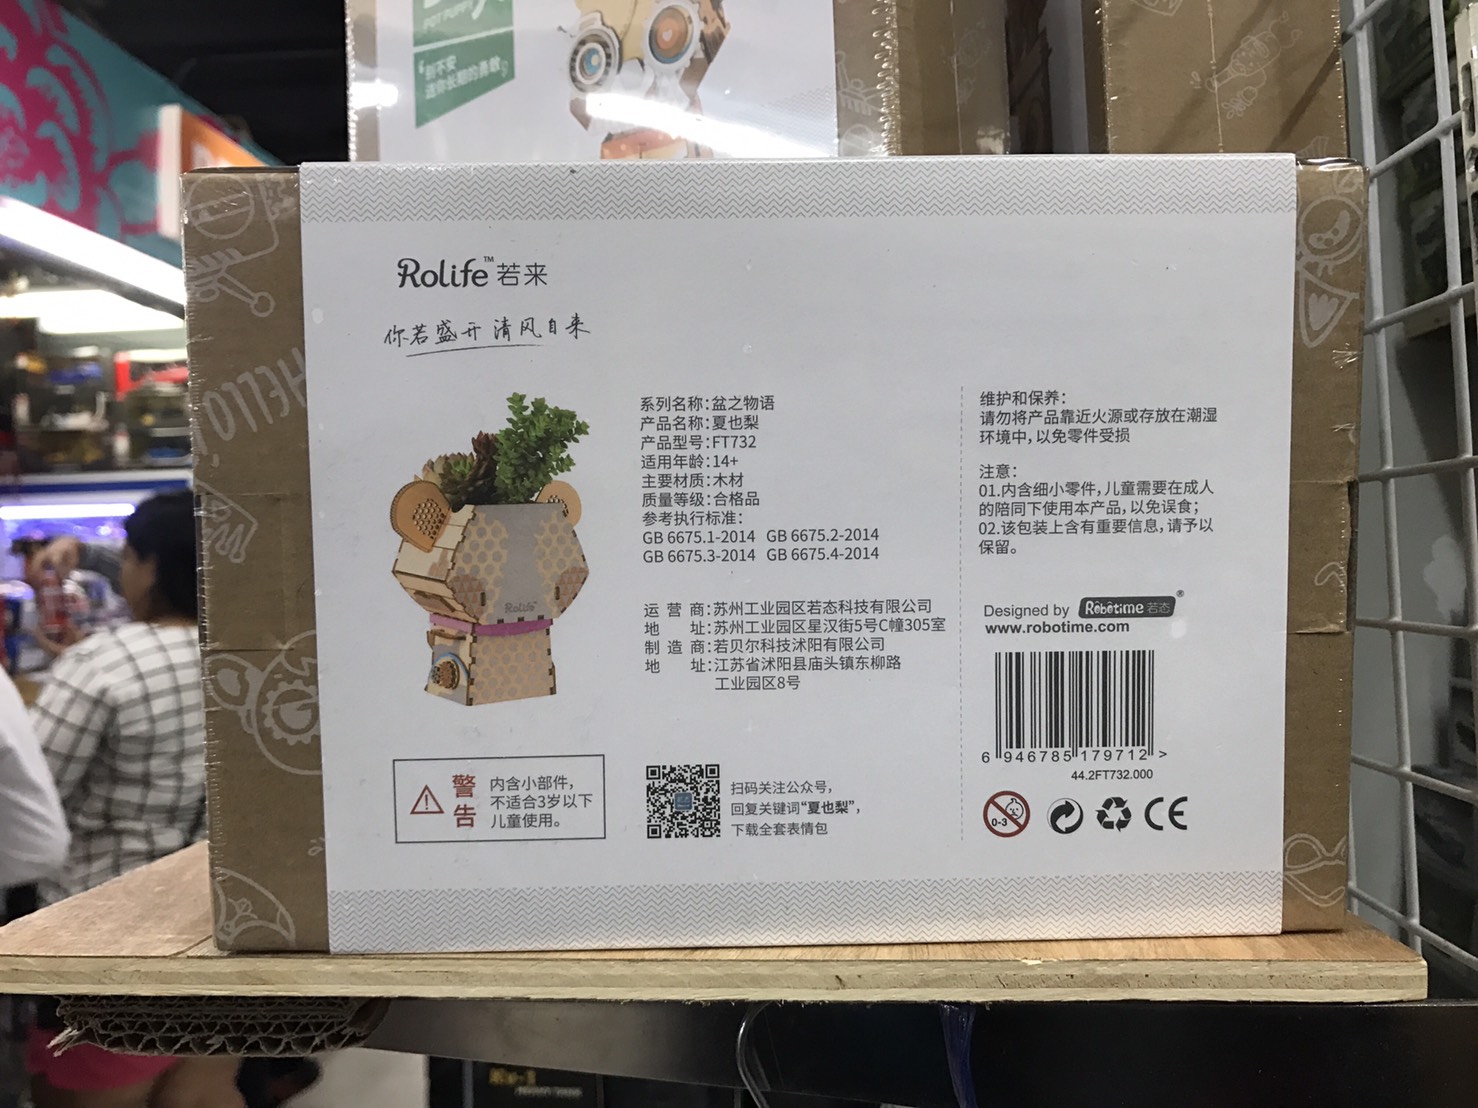 POT PUPPY
Rolife™若来
你若盛开 清风自来
HELLO
Rolife
系列名称：盆之物语
产品名称：夏也梨
产品型号：FT732
适用年龄：14+
主要材质：木材
质量等级：合格品
参考执行标准：
GB 6675.1-2014 GB 6675.2-2014
GB 6675.3-2014 GB 6675.4-2014
运营商：苏州工业园区若态科技有限公司
地址：苏州工业园区星汉街5号C幢305室
制造商：若贝尔科技沭阳有限公司
地址：江苏省沭阳县庙头镇东柳路
工业园区8号
警告
内含小部件，
不适合3岁以下
儿童使用。
扫码关注公众号，
回复关键词“夏也梨”，
下载全套表情包
维护和保养：
请勿将产品靠近火源或存放在潮湿
环境中，以免零件受损
注意：
01.内含细小零件，儿童需要在成人
的陪同下使用本产品，以免误食；
02.该包装上含有重要信息，请予以
保留。
Designed by Robotime 若态®
www.robotime.com
6 946785 179712 >
44.2FT732.000
0-3
CE